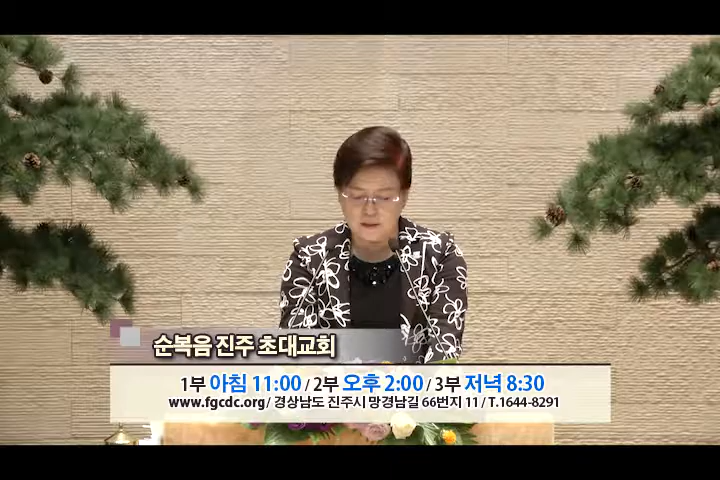 순복음 진주 초대교회
1부 아침 11:00 / 2부 오후 2:00 / 3부 저녁 8:30
www.fgcdc.org / 경상남도 진주시 망경남길 66번지 11 / T.1644-8291